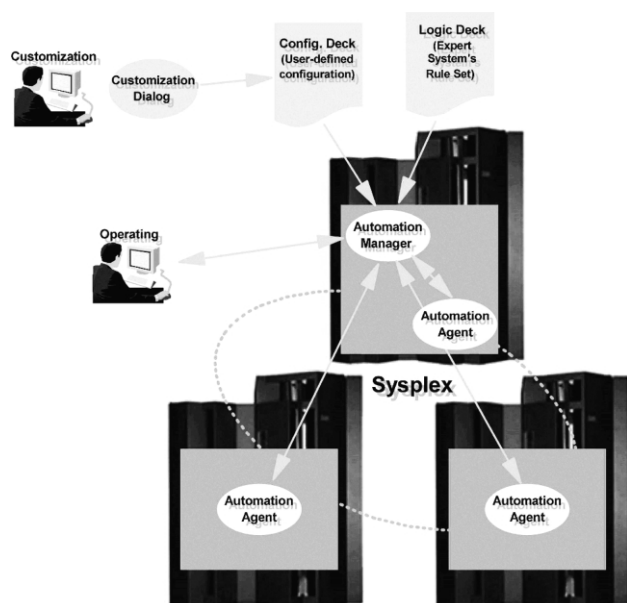 Customization
Customization
Dialog
Config. Deck
(User-defined
configuration)
Logic Deck
(Expert
System's
Rule Set)
Operating
Automation
Manager
Automation
Agent
Sysplex
Automation
Agent
Automation
Agent